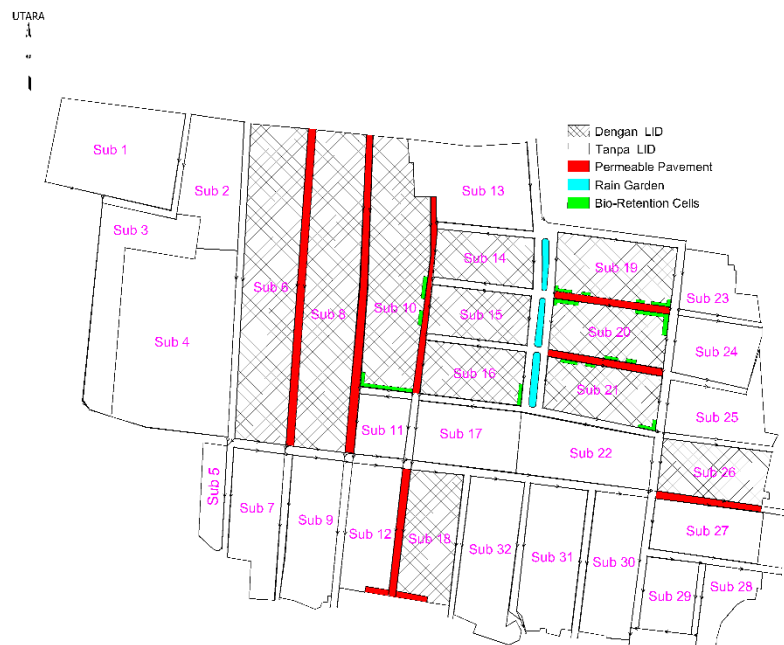 UTARA
Dengan LID
Tanpa LID
Permeable Pavement
Rain Garden
Bio-Retention Cells
Sub 1
Sub 2
Sub 3
Sub 4
Sub 5
Sub 6
Sub 7
Sub 8
Sub 9
Sub 10
Sub 11
Sub 12
Sub 13
Sub 14
Sub 15
Sub 16
Sub 17
Sub 18
Sub 19
Sub 20
Sub 21
Sub 22
Sub 23
Sub 24
Sub 25
Sub 26
Sub 27
Sub 28
Sub 29
Sub 30
Sub 31
Sub 32